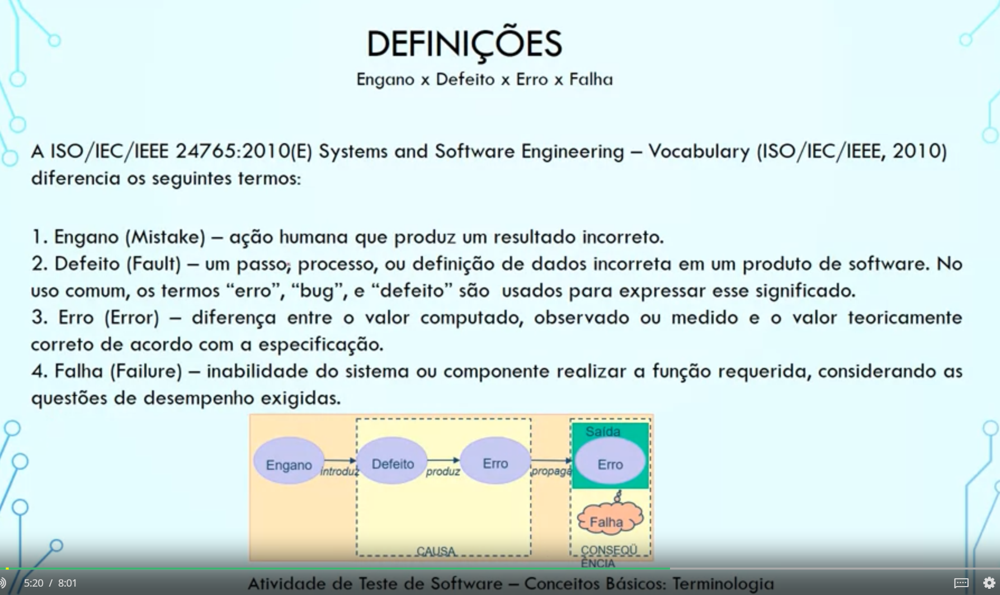 DEFINIÇÕES
Engano x Defeito x Erro x Falha
A ISO/IEC/IEEE 24765:2010(E) Systems and Software Engineering – Vocabulary (ISO/IEC/IEEE, 2010)
diferencia os seguintes termos:
1. Engano (Mistake) – ação humana que produz um resultado incorreto.
2. Defeito (Fault) – um passo, processo, ou definição de dados incorreta em um produto de software. No
uso comum, os termos “erro”, “bug”, e “defeito” são usados para expressar esse significado.
3. Erro (Error) – diferença entre o valor computado, observado ou medido e o valor teoricamente
correto de acordo com a especificação.
4. Falha (Failure) – inabilidade do sistema ou componente realizar a função requerida, considerando as
questões de desempenho exigidas.
Saída
Engano
introduz
Defeito
produz
Erro
propaga
Erro
Falha
CAUSA
CONSEQÜ
ÊNCIA
5:20 / 8:01
Atividade de Teste de Software – Conceitos Básicos: Terminologia